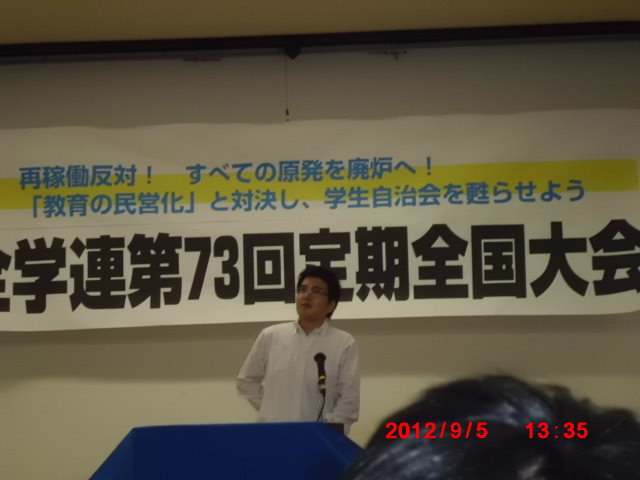 再稼働反対！　すべての原発を廃炉へ！
「教育の民営化」と対決し、学生自治会を甦らせよう
全学連第73回定期全国大会
2012/9/5 13:35